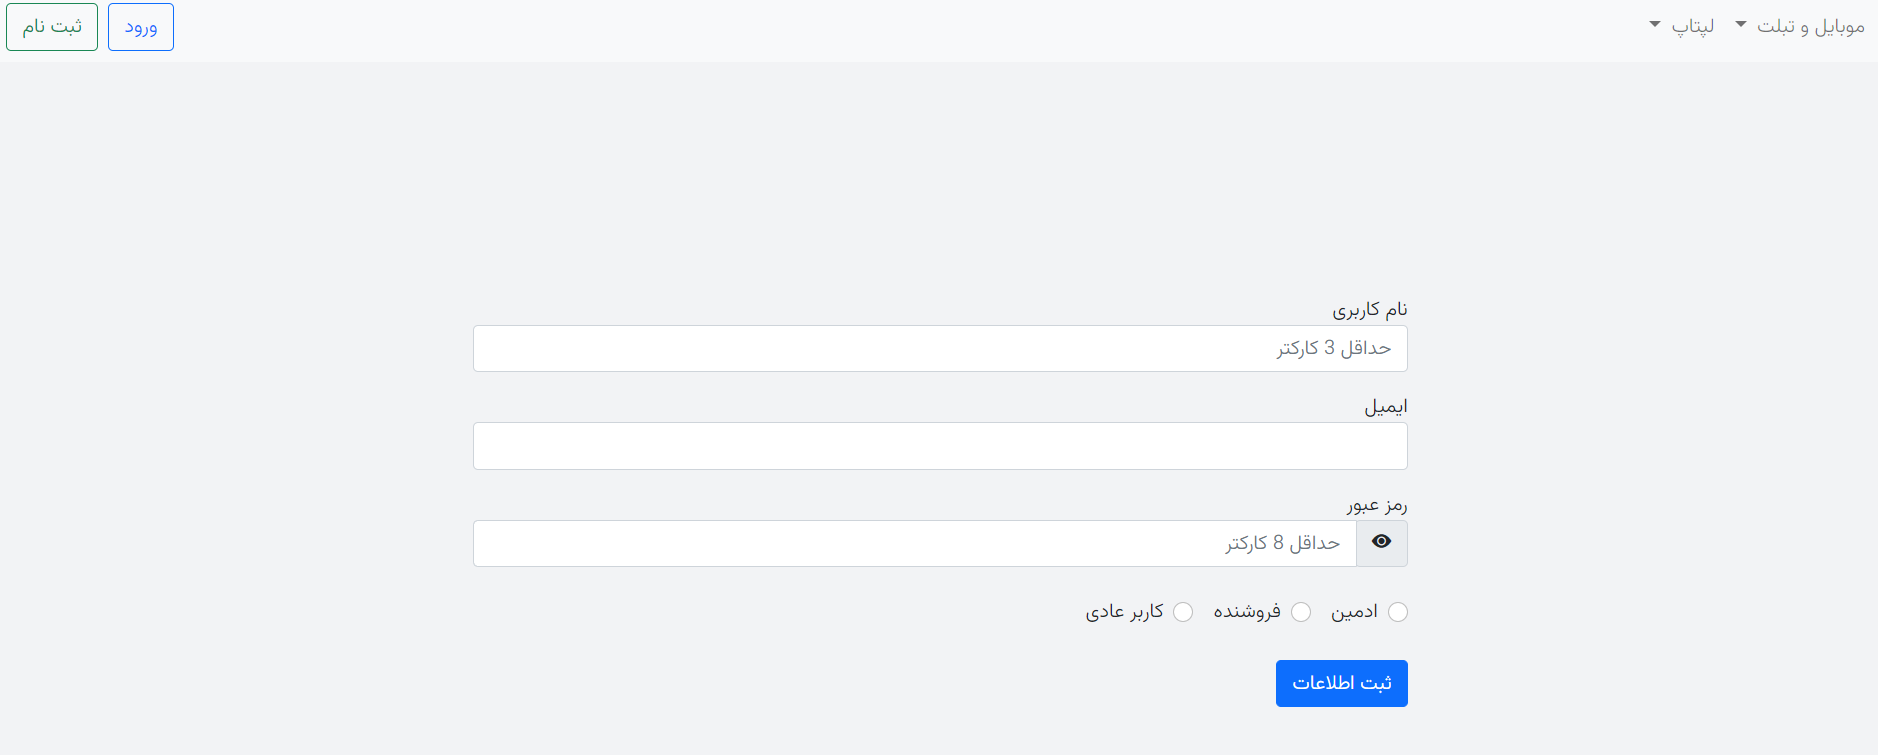 موبایل و تبلت لپتاپ ورود ثبت نام
نام کاربری
حداقل 3 کارکتر
ایمیل
رمز عبور
حداقل 8 کارکتر
ادمین فروشنده کاربر عادی
ثبت اطلاعات